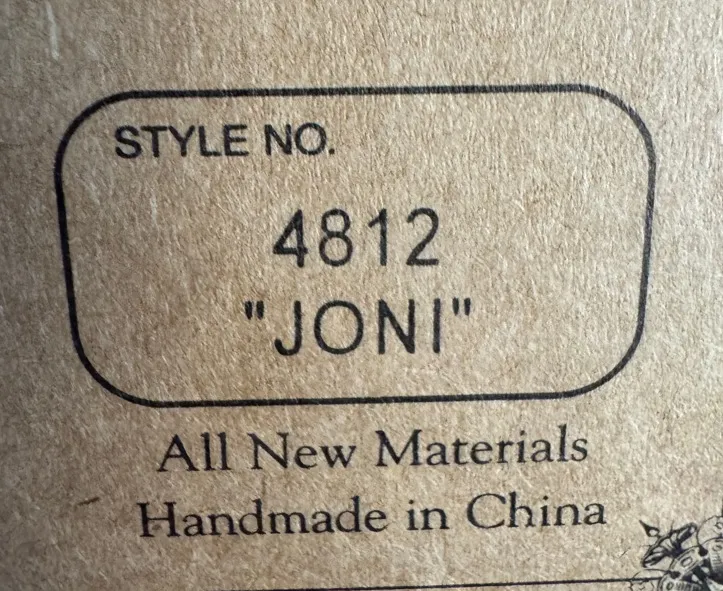 STYLE NO.
4812
"JONI"
All New Materials
Handmade in China